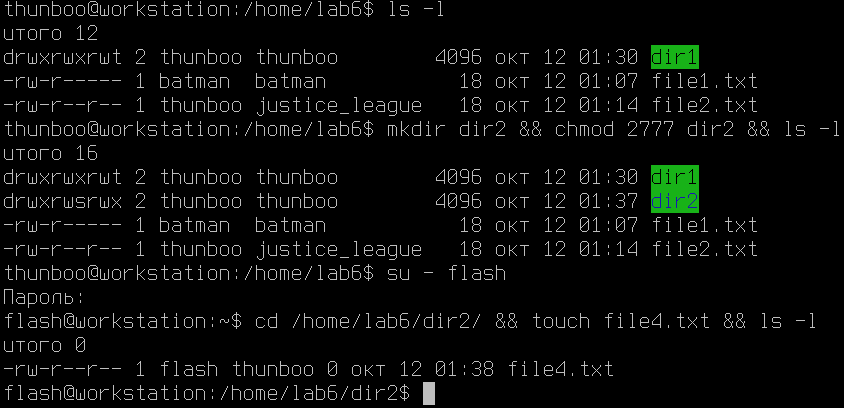 thunboo@workstation:/home/lab6$ ls -l
итого 12
drwxrwxrwt 2 thunboo thunboo        4096 окт 12 01:30 dir1
-rw-r----- 1 batman  batman           18 окт 12 01:07 file1.txt
-rw-r--r-- 1 thunboo justice_league   18 окт 12 01:14 file2.txt
thunboo@workstation:/home/lab6$ mkdir dir2 && chmod 2777 dir2 && ls -l
итого 16
drwxrwxrwt 2 thunboo thunboo        4096 окт 12 01:30 dir1
drwxrwsrwx 2 thunboo thunboo        4096 окт 12 01:37 dir2
-rw-r----- 1 batman  batman           18 окт 12 01:07 file1.txt
-rw-r--r-- 1 thunboo justice_league   18 окт 12 01:14 file2.txt
thunboo@workstation:/home/lab6$ su - flash
Пароль:
flash@workstation:~$ cd /home/lab6/dir2/ && touch file4.txt && ls -l
итого 0
-rw-r--r-- 1 flash thunboo 0 окт 12 01:38 file4.txt
flash@workstation:/home/lab6/dir2$